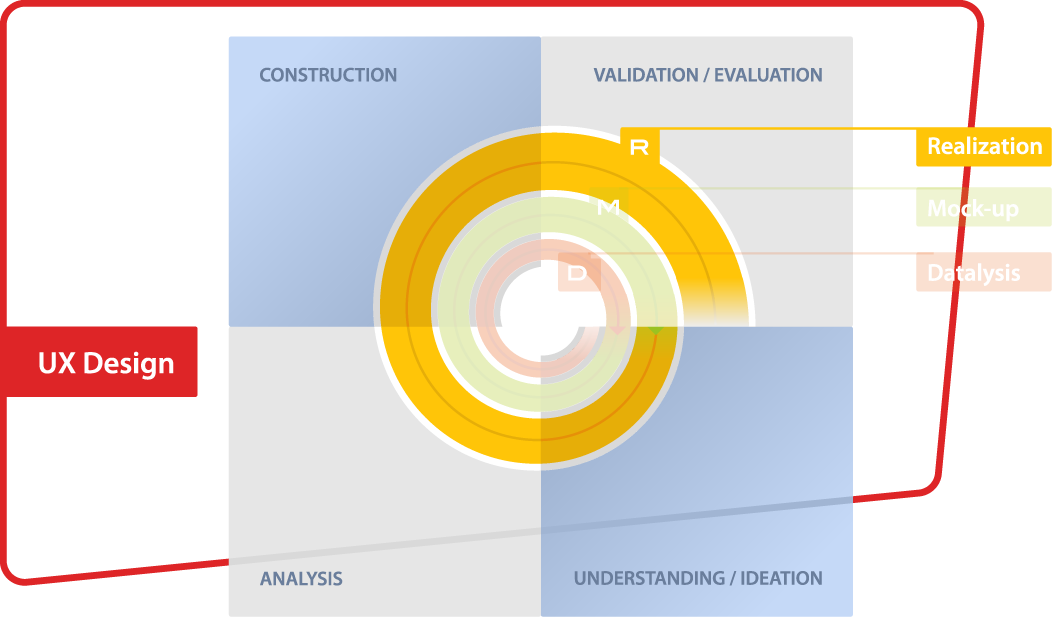 CONSTRUCTION
VALIDATION / EVALUATION
R
Realization
M
Mock-up
D
Datalysis
UX Design
ANALYSIS
UNDERSTANDING / IDEATION